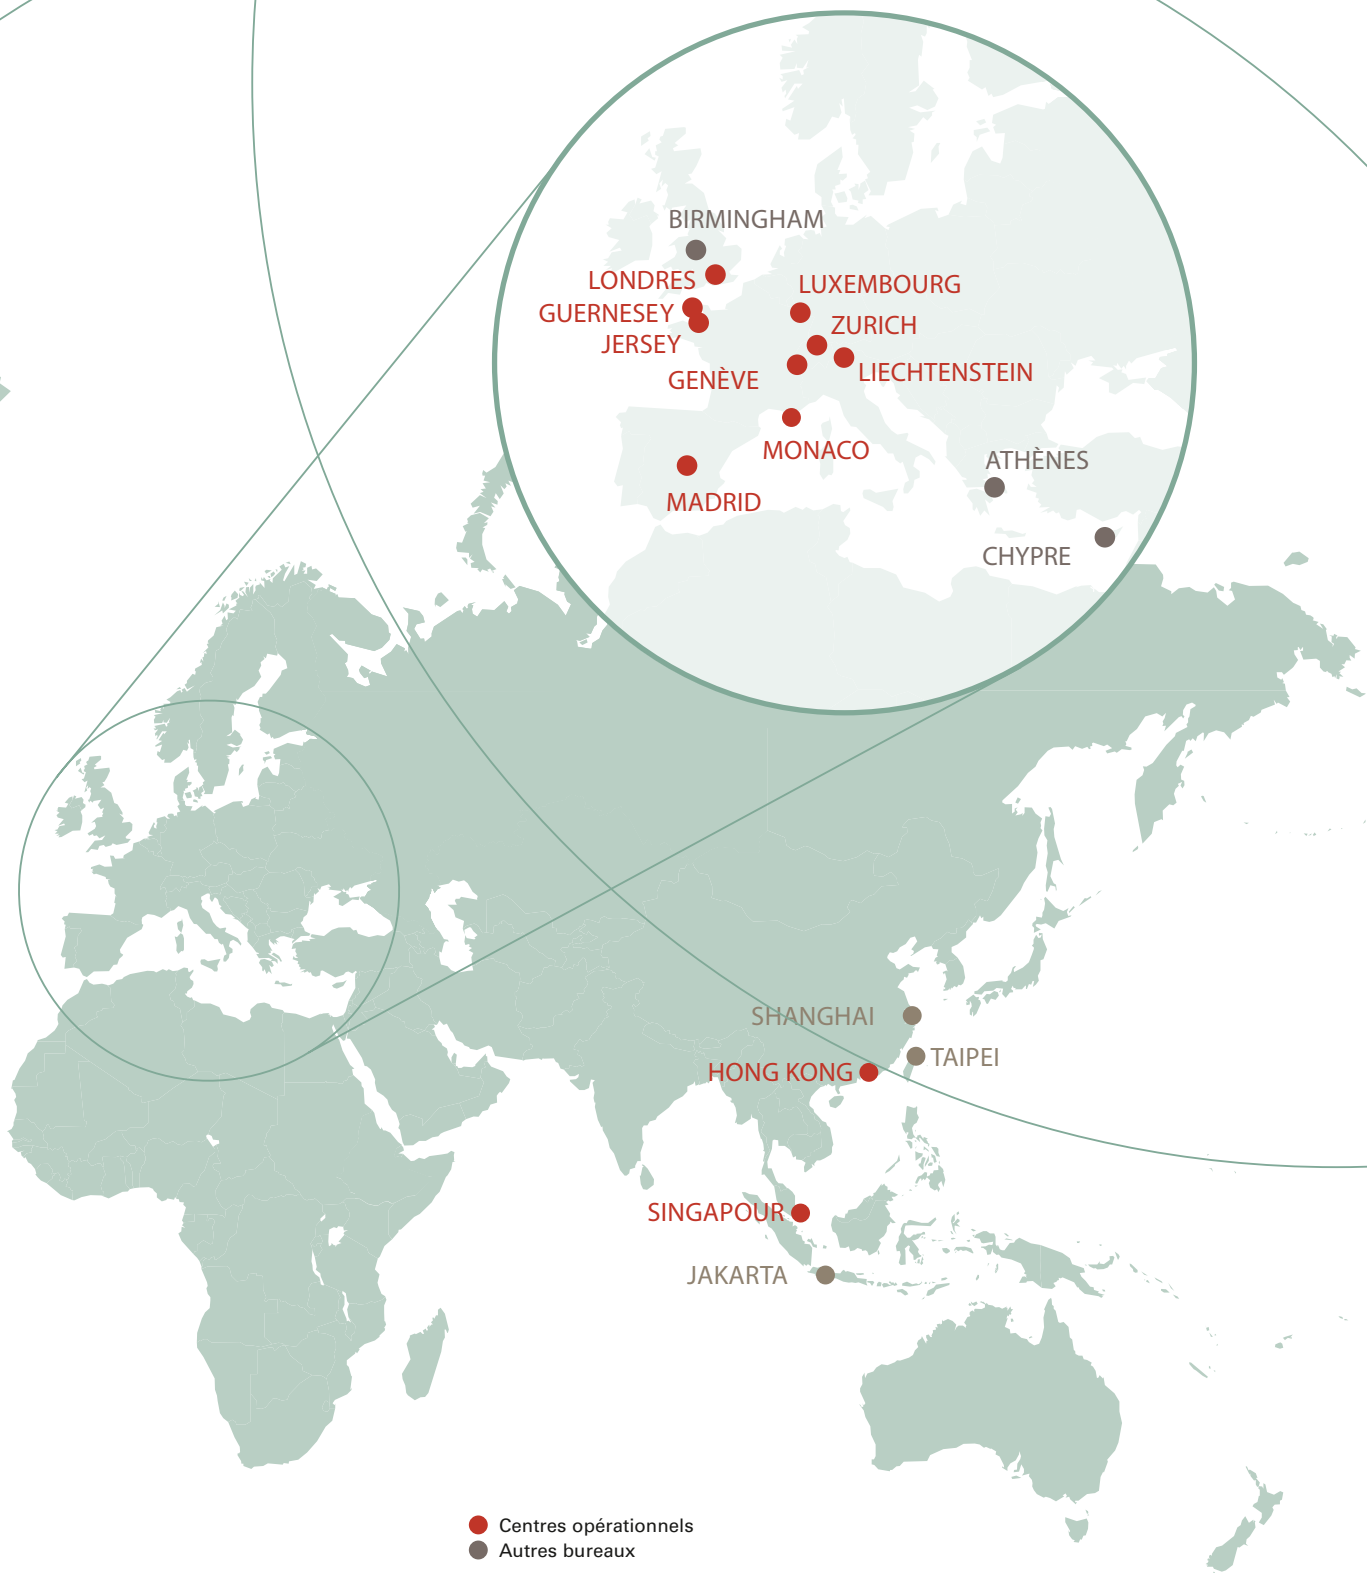 BIRMINGHAM
LONDRES
LUXEMBOURG
GUERNESEY
ZURICH
JERSEY
LIECHTENSTEIN
GENÈVE
MONACO
ATHÈNES
MADRID
CHYPRE
SHANGHAI
TAIPEI
HONG KONG
SINGAPOUR
JAKARTA
Centres opérationnels
Autres bureaux